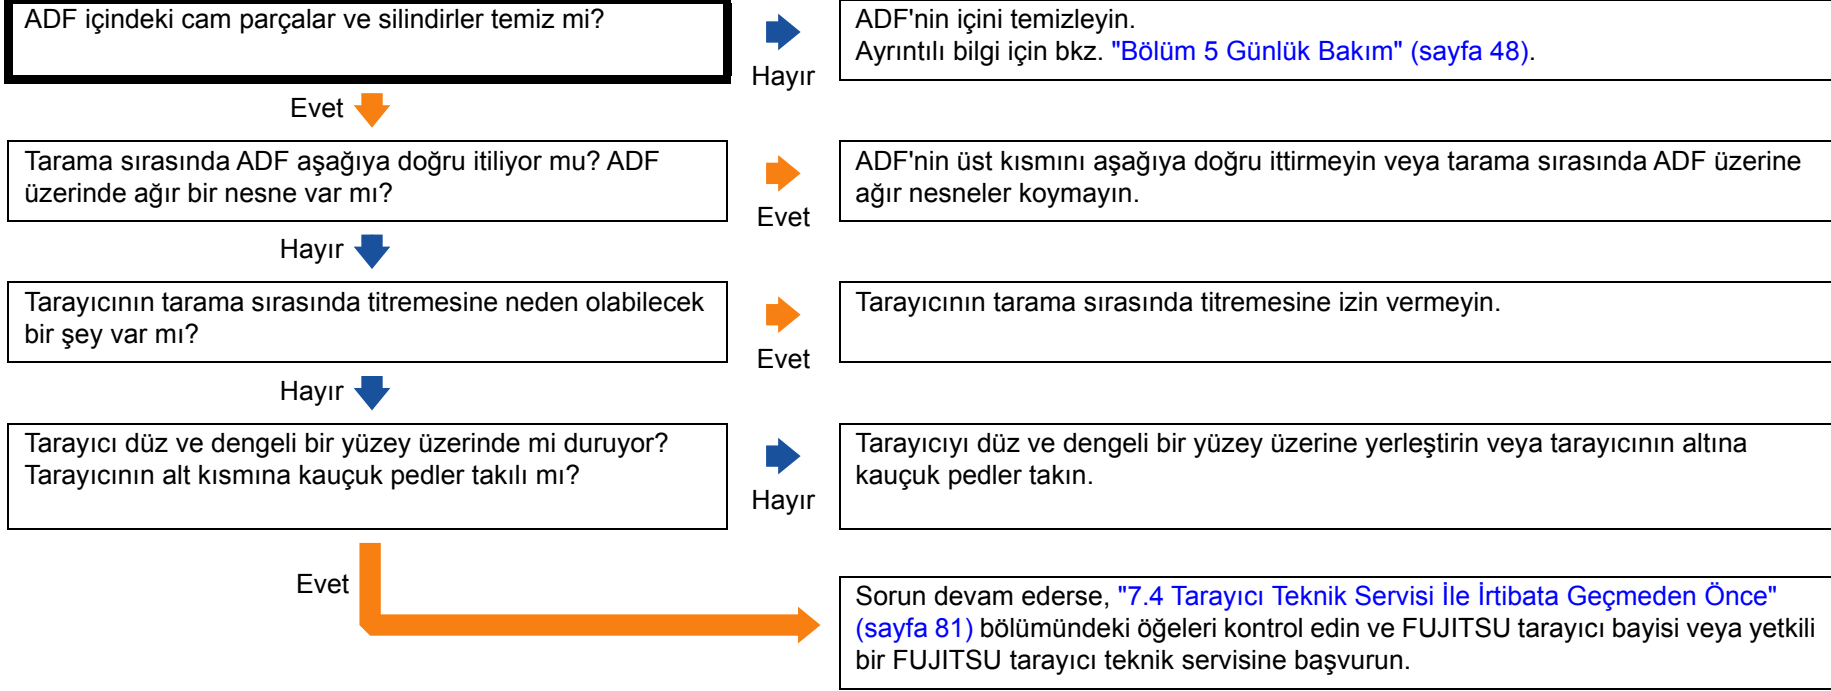 ADF içindeki cam parçalar ve silindirler temiz mi?
Hayır
ADF'nin içini temizleyin.
Ayrıntılı bilgi için bkz. "Bölüm 5 Günlük Bakım" (sayfa 48).
Evet
Tarama sırasında ADF aşağıya doğru itiliyor mu? ADF
üzerinde ağır bir nesne var mı?
Evet
ADF'nin üst kısmını aşağıya doğru ittirmeyin veya tarama sırasında ADF üzerine
ağır nesneler koymayın.
Hayır
Tarayıcının tarama sırasında titremesine neden olabilecek
bir şey var mı?
Evet
Tarayıcının tarama sırasında titremesine izin vermeyin.
Hayır
Tarayıcı düz ve dengeli bir yüzey üzerinde mi duruyor?
Tarayıcının alt kısmına kauçuk pedler takılı mı?
Hayır
Tarayıcıyı düz ve dengeli bir yüzey üzerine yerleştirin veya tarayıcının altına
kauçuk pedler takın.
Evet
Sorun devam ederse, "7.4 Tarayıcı Teknik Servisi İle İrtibata Geçmeden Önce"
(sayfa 81) bölümündeki öğeleri kontrol edin ve FUJITSU tarayıcı bayisi veya yetkili
bir FUJITSU tarayıcı teknik servisine başvurun.